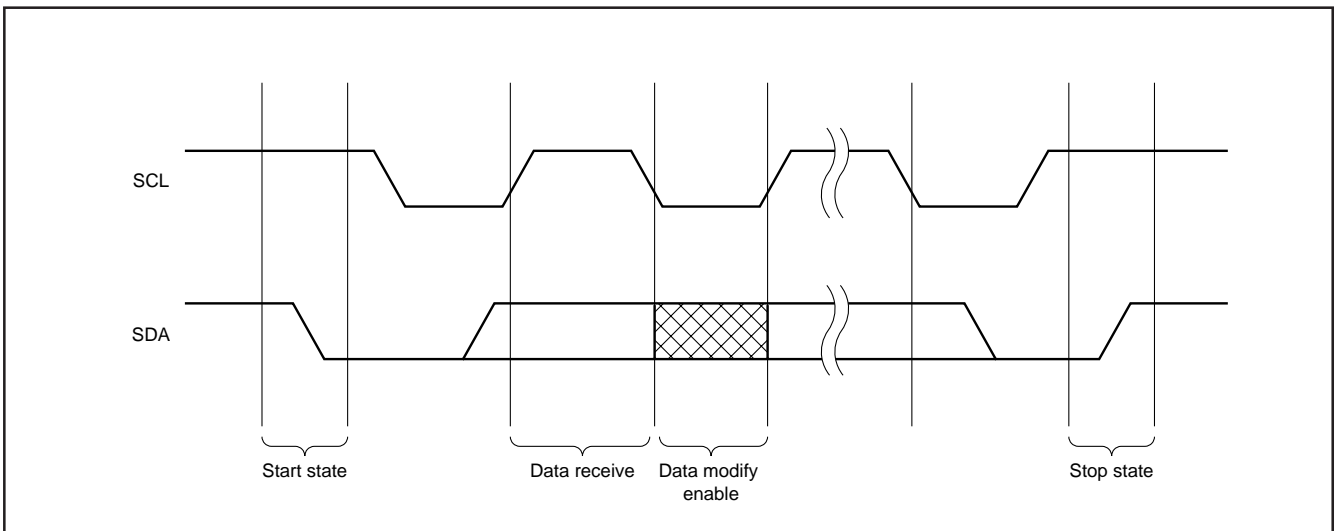 SCL
SDA
Start state
Data receive
Data modify
enable
Stop state